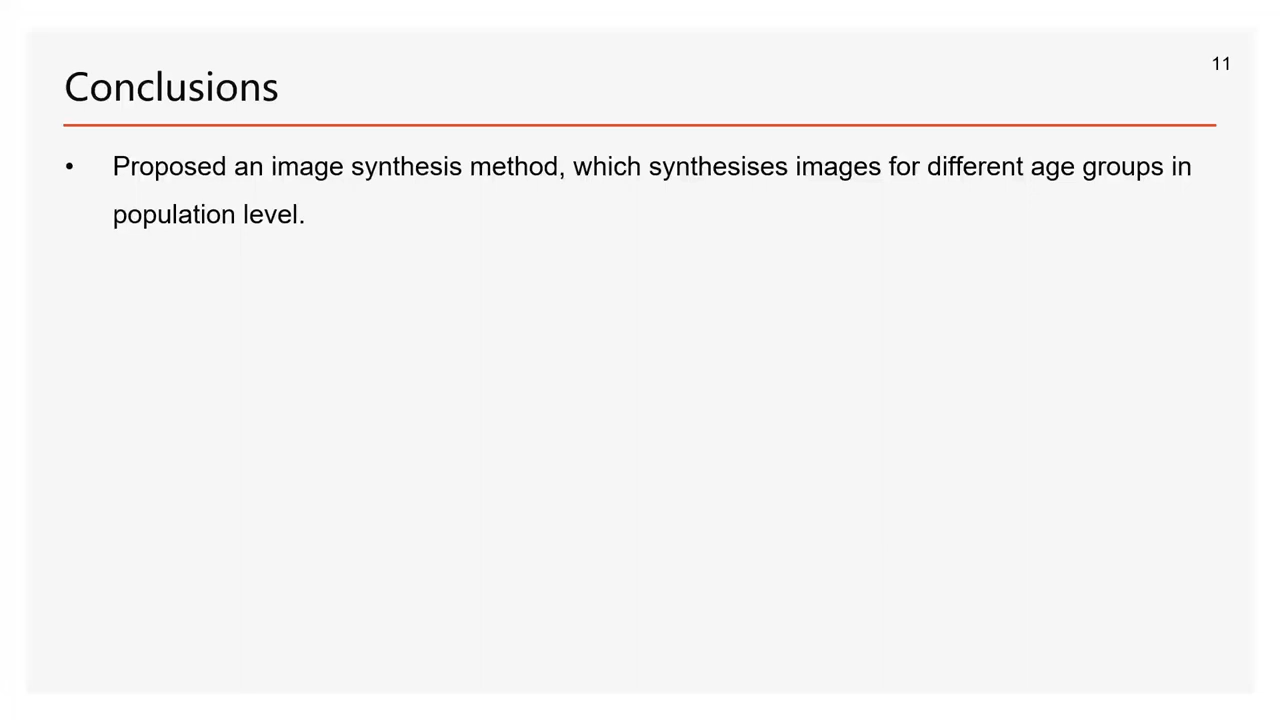 11
Conclusions
• Proposed an image synthesis method, which synthesises images for different age groups in
population level.